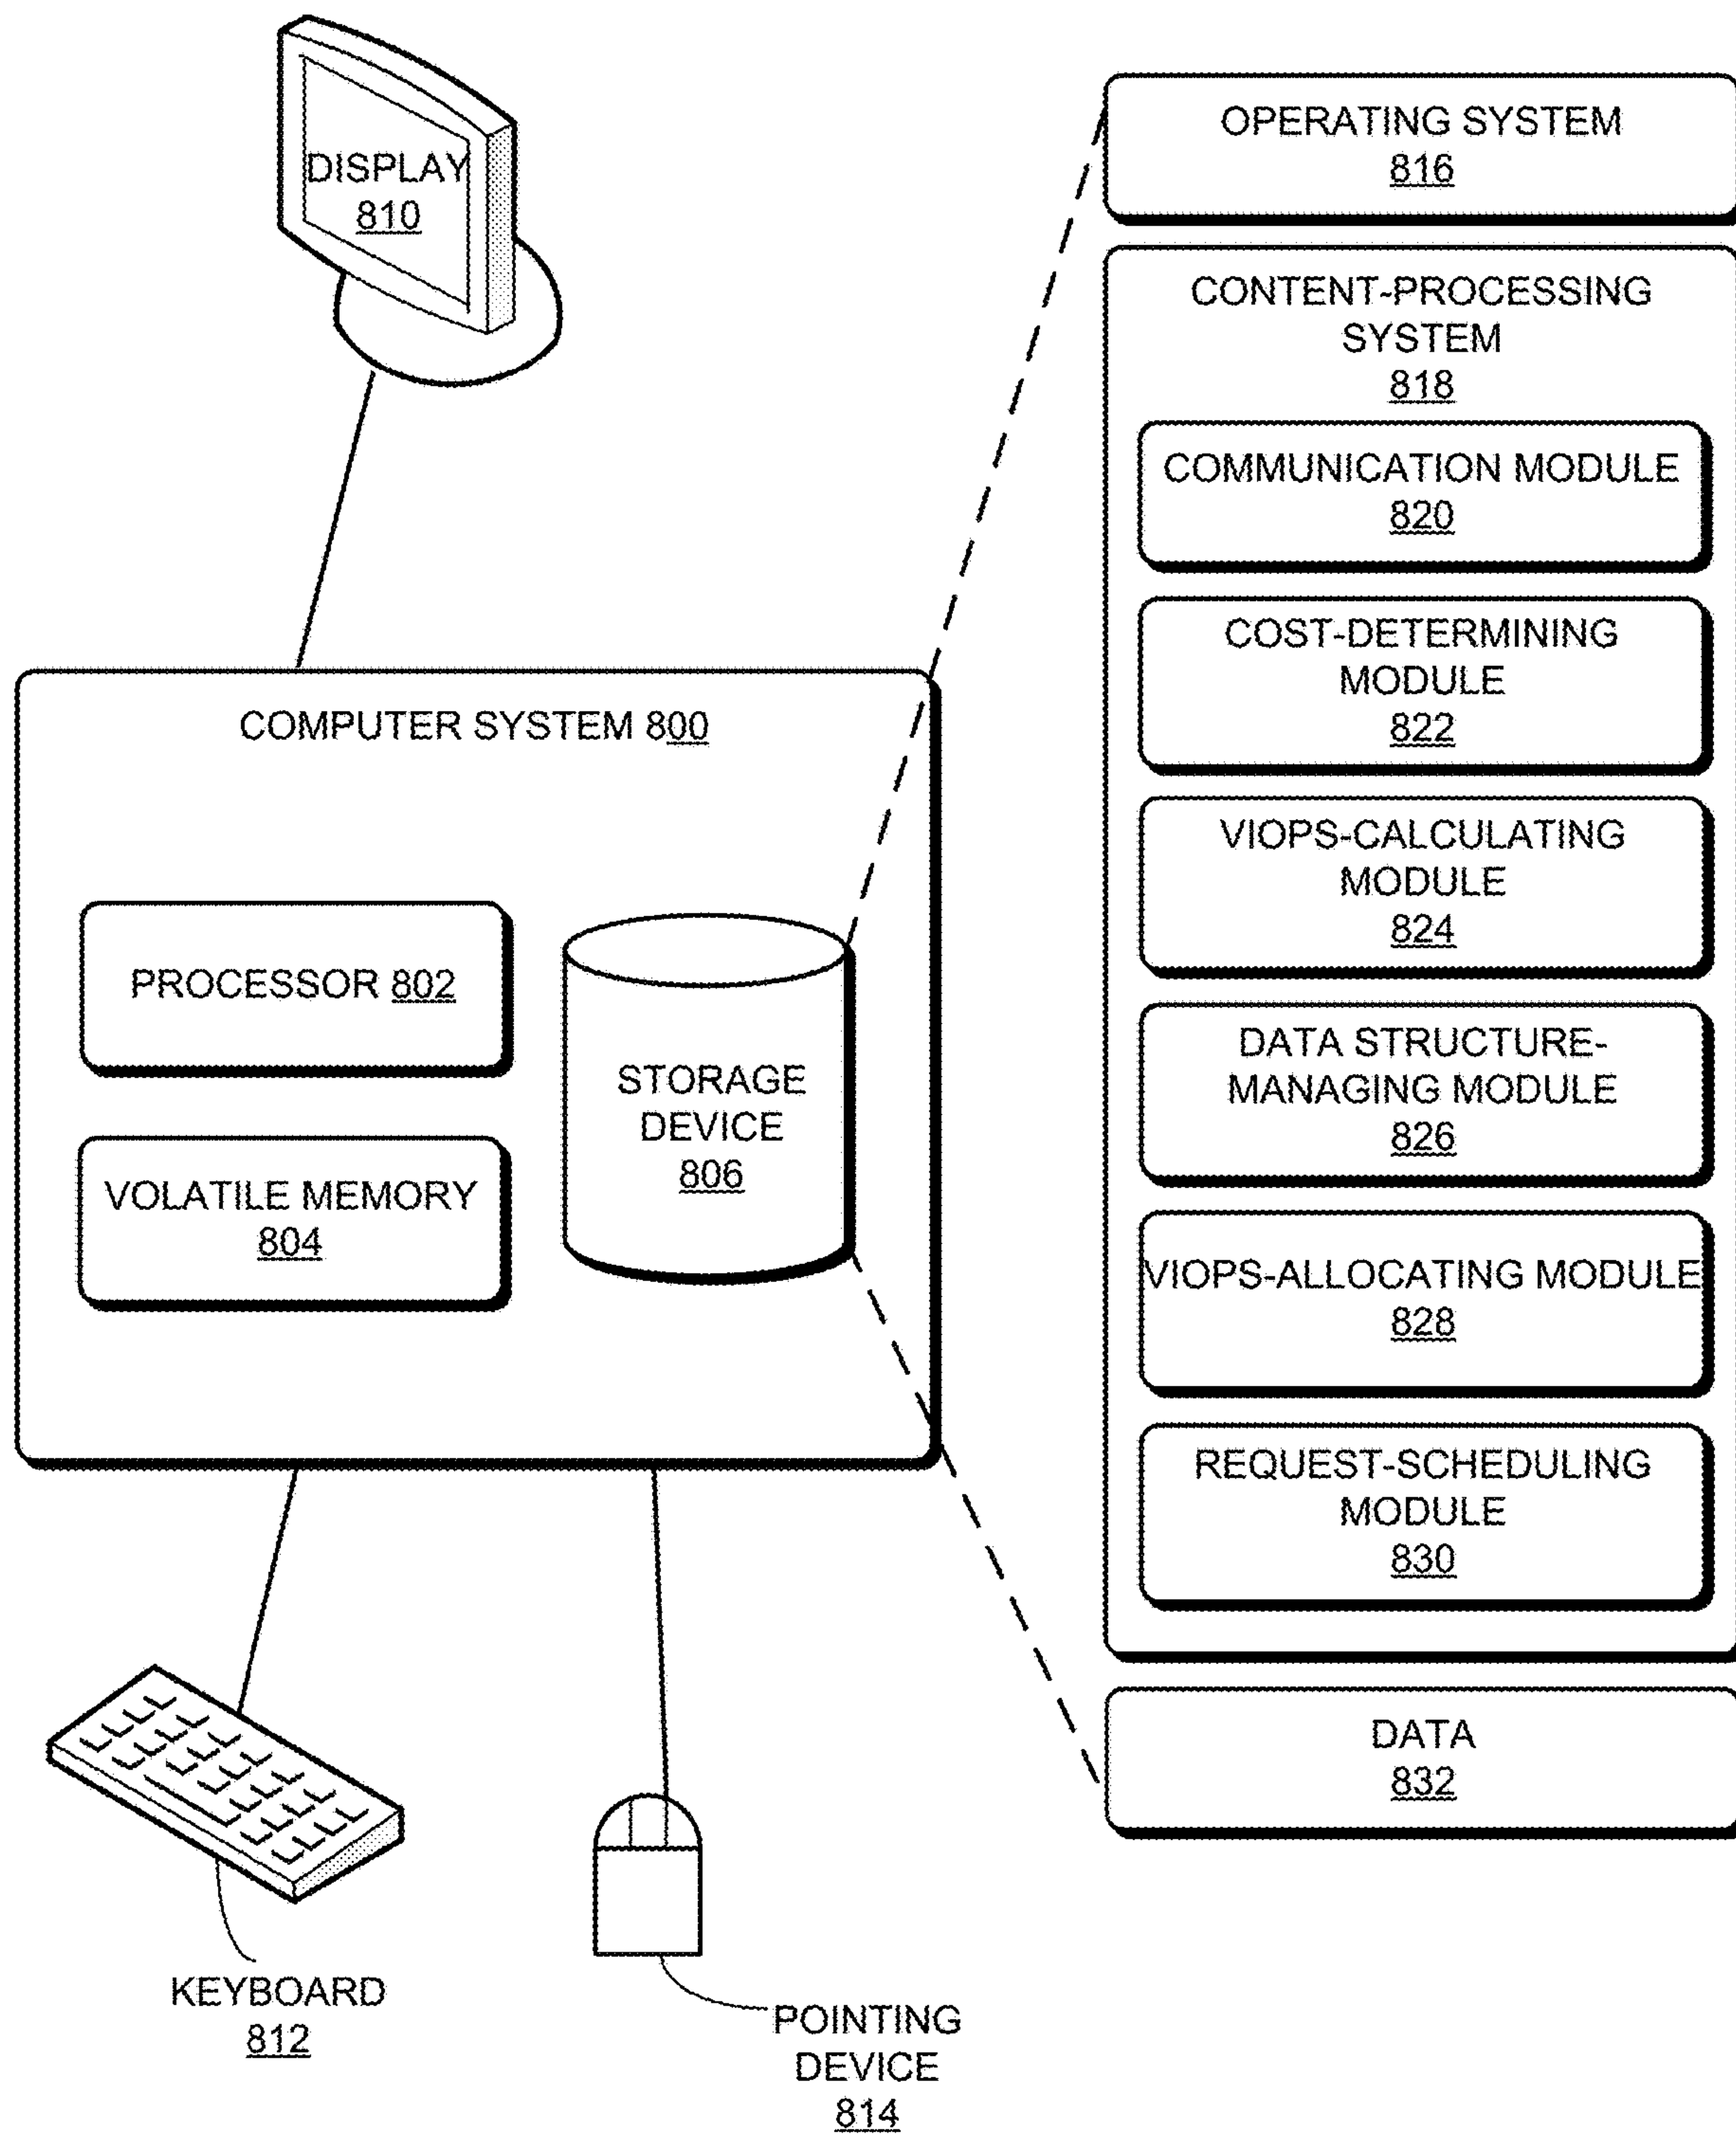 DISPLAY
810
COMPUTER SYSTEM 800
PROCESSOR 802
VOLATILE MEMORY
804
STORAGE
DEVICE
806
KEYBOARD
812
POINTING
DEVICE
814
OPERATING SYSTEM
816
CONTENT-PROCESSING
SYSTEM
818
COMMUNICATION MODULE
820
COST-DETERMINING
MODULE
822
VIOPS-CALCULATING
MODULE
824
DATA STRUCTURE-
MANAGING MODULE
826
VIOPS-ALLOCATING MODULE
828
REQUEST-SCHEDULING
MODULE
830
DATA
832